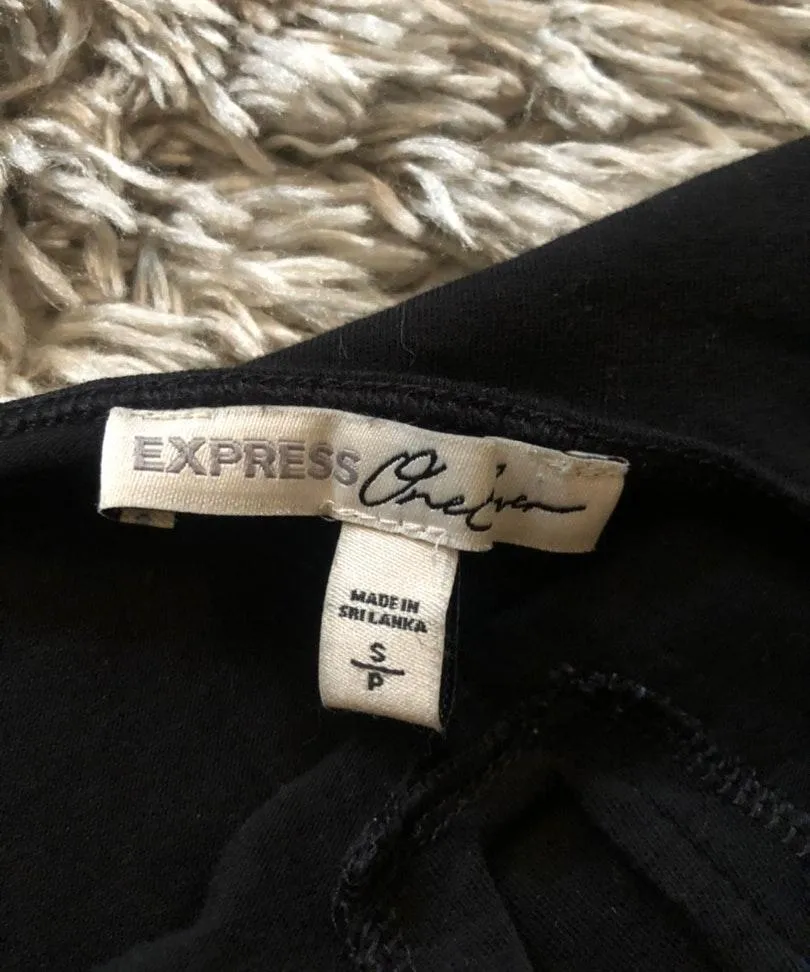 EXPRESS One Eleven
MADE IN
SRI LANKA
S
P